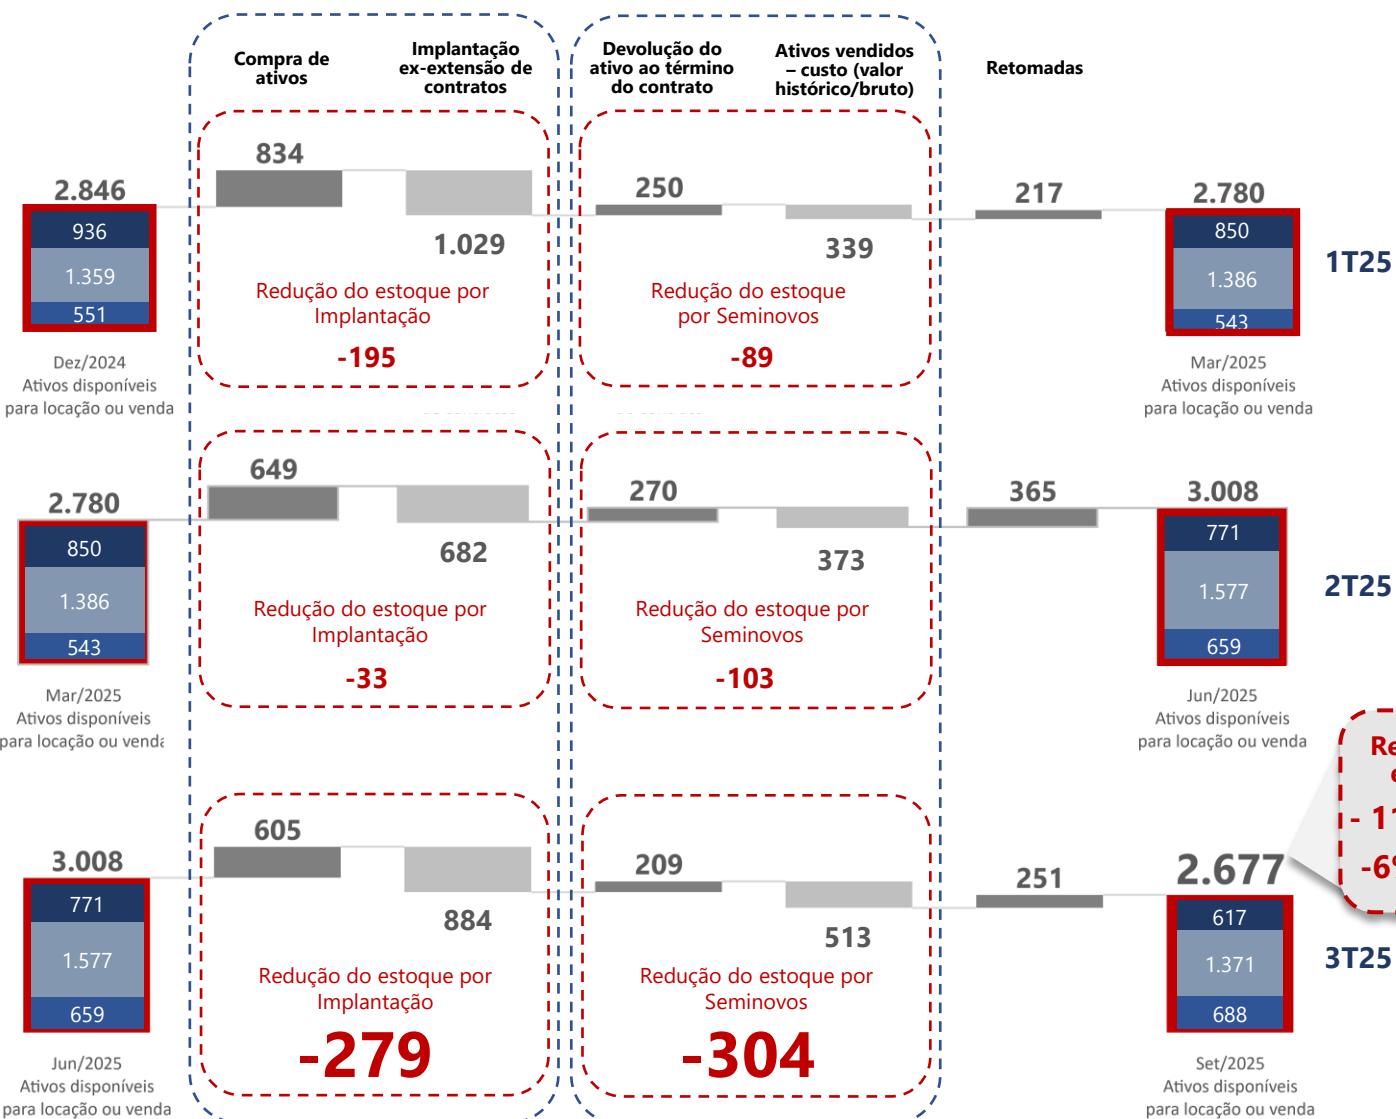 Compra de
ativos
Implantação
ex-extensão de
contratos
Devolução do
ativo ao término
do contrato
Ativos vendidos
– custo (valor
histórico/bruto)
Retomadas
2.846
936
1.359
551
Dez/2024
Ativos disponíveis
para locação ou venda
834
1.029
Redução do estoque por
Implantação
-195
250
339
Redução do estoque
por Seminovos
-89
217
2.780
850
1.386
543
Mar/2025
Ativos disponíveis
para locação ou venda
1T25
2.780
850
1.386
543
Mar/2025
Ativos disponíveis
para locação ou venda
649
682
Redução do estoque por
Implantação
-33
270
373
Redução do estoque por
Seminovos
-103
365
3.008
771
1.577
659
Jun/2025
Ativos disponíveis
para locação ou venda
2T25
3.008
771
1.577
659
Jun/2025
Ativos disponíveis
para locação ou venda
605
884
Redução do estoque por
Implantação
-279
209
513
Redução do estoque por
Seminovos
-304
251
2.677
617
1.371
688
Set/2025
Ativos disponíveis
para locação ou venda
3T25